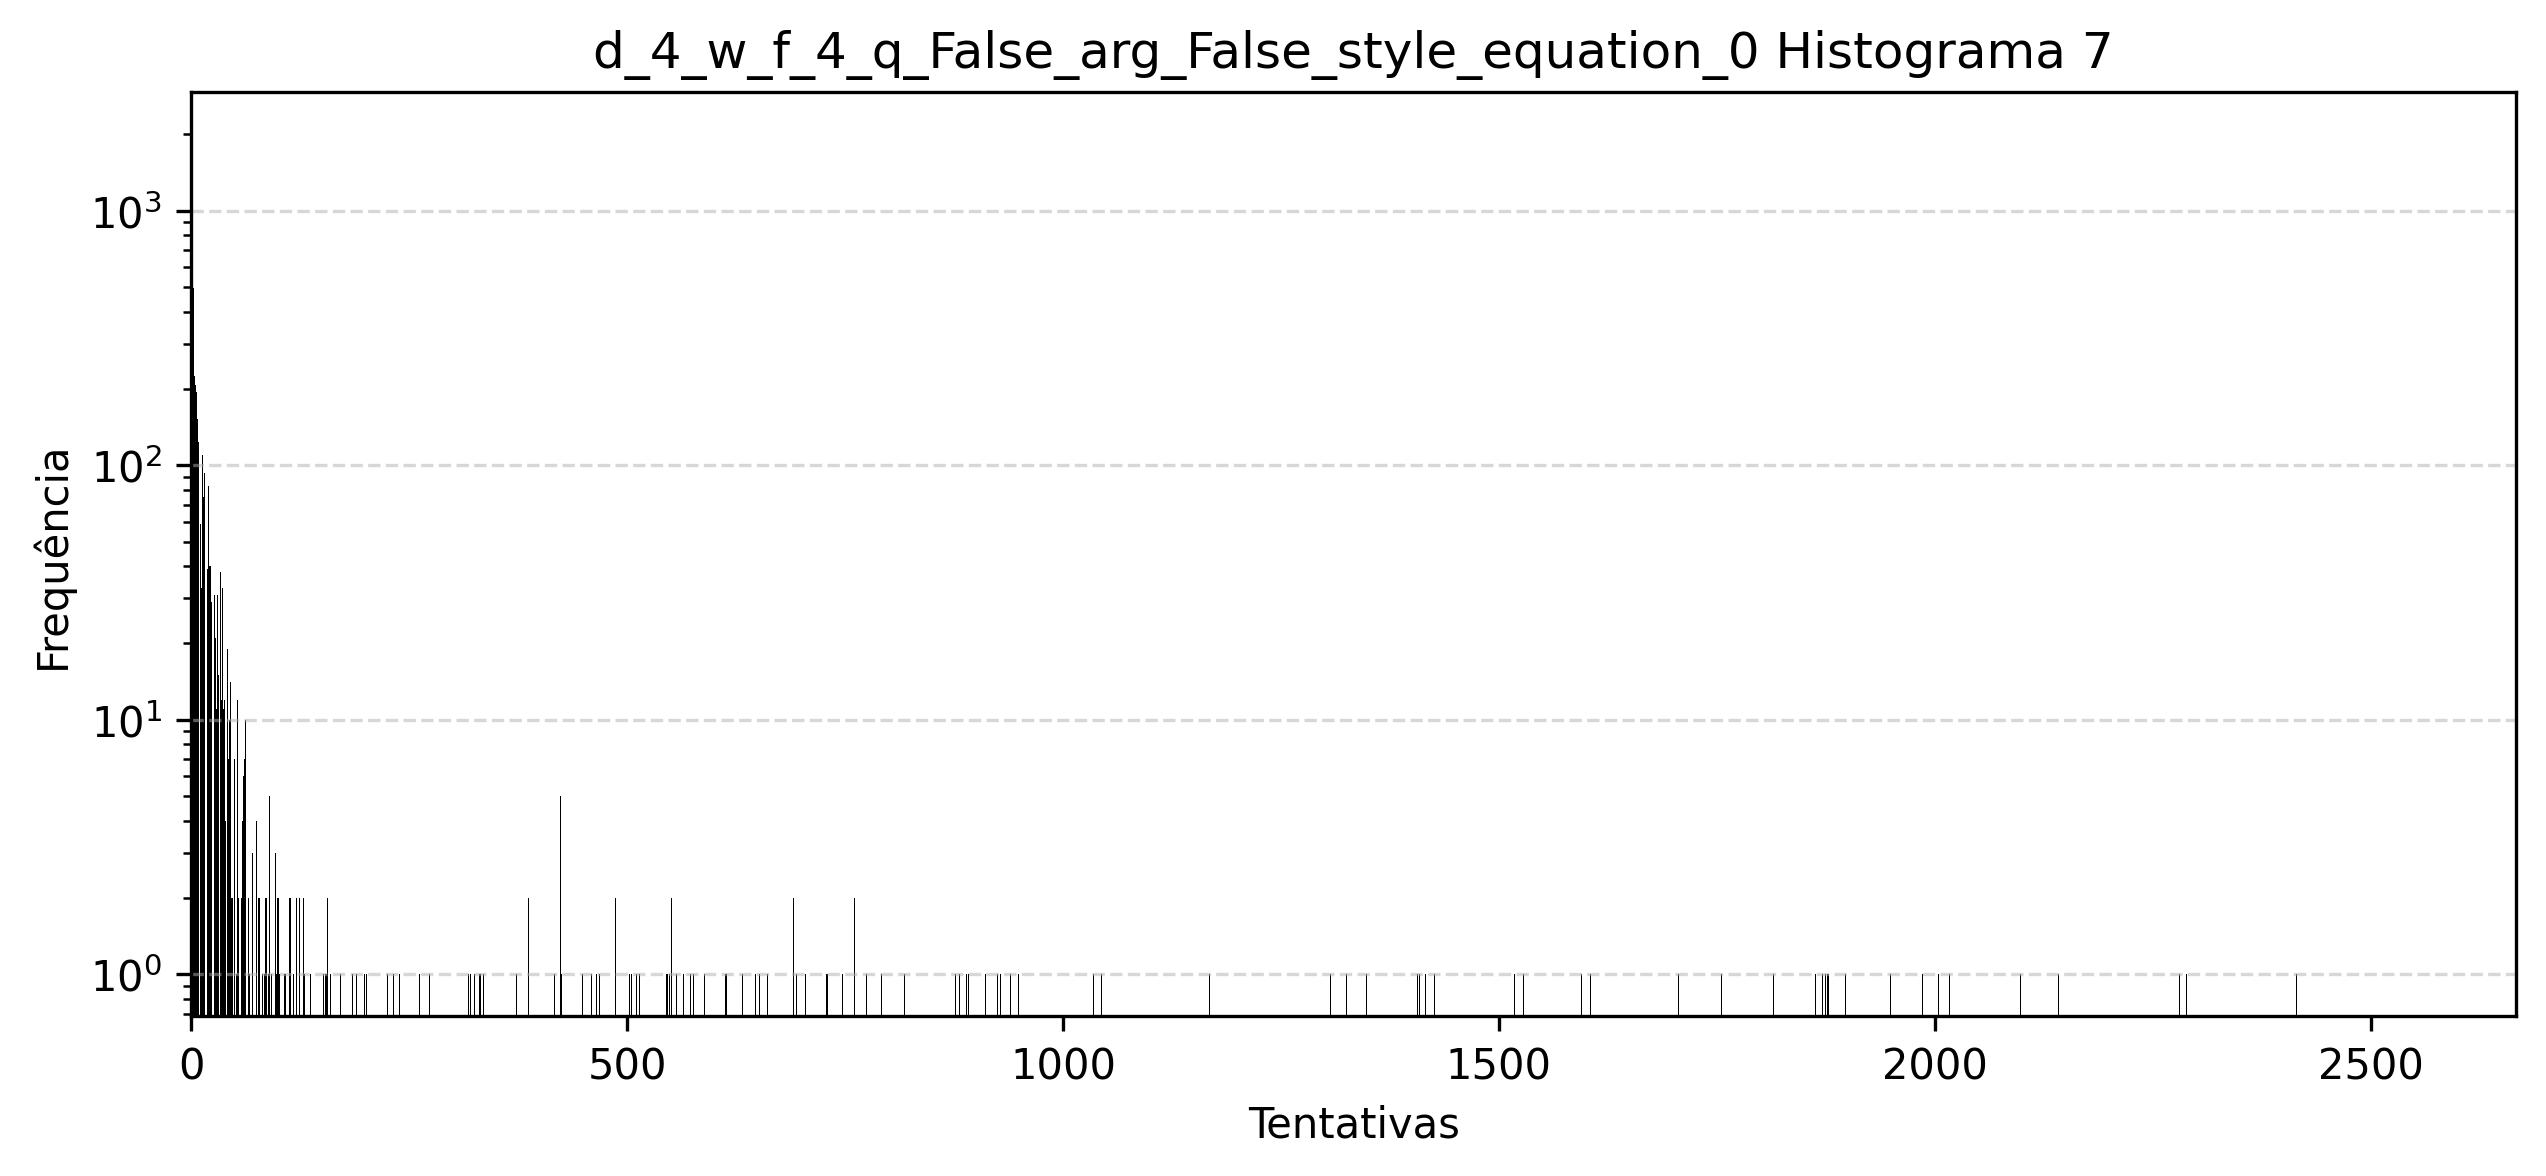 d_4_w_f_4_q_False_arg_False_style_equation_0 Histograma 7
Frequência
10³
10²
10¹
10⁰
0 500 1000 1500 2000 2500
Tentativas